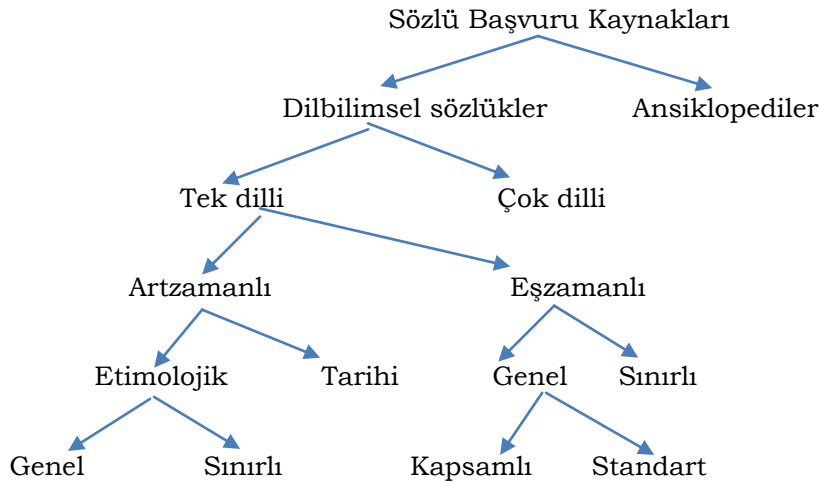 Sözlü Başvuru Kaynakları
Dilbilimsel sözlükler Ansiklopediler
Tek dilli Çok dilli
Artzamanlı Eşzamanlı
Etimolojik Tarihi Genel Sınırlı
Genel Sınırlı Kapsamlı Standart